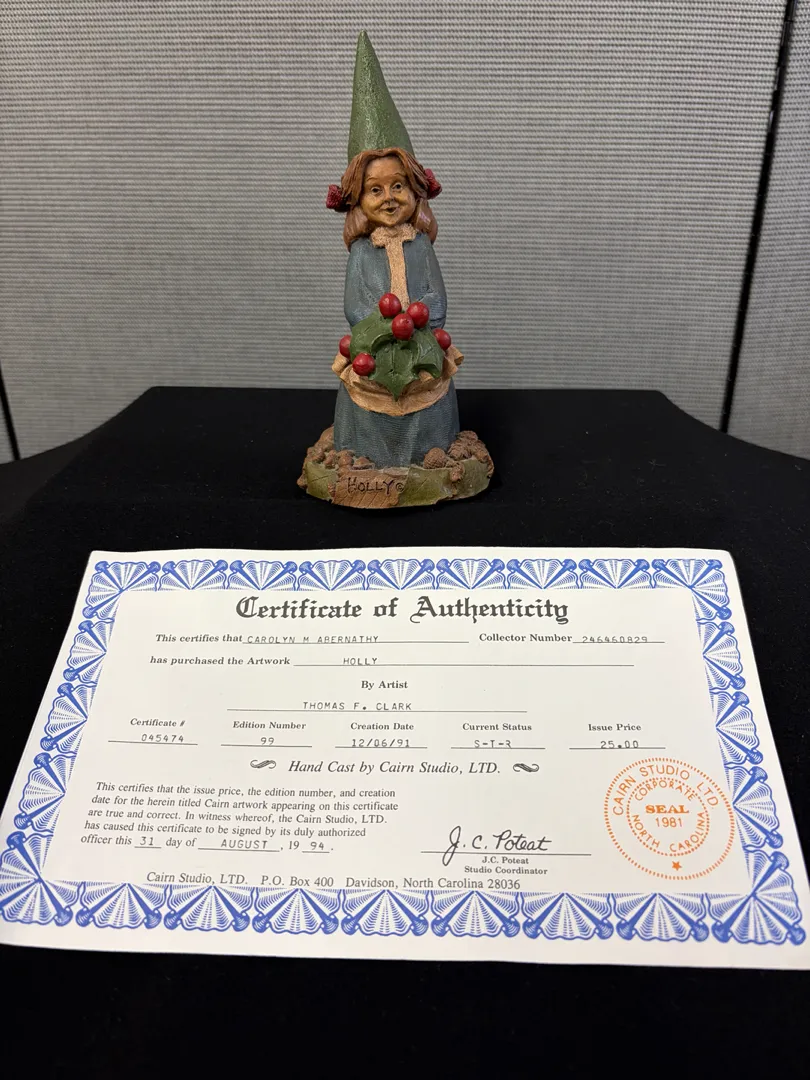 HOLLY©
Certificate of Authenticity
This certifies that CAROLYN M ABERNATHY Collector Number 246460829
has purchased the Artwork HOLLY
By Artist
THOMAS F. CLARK
Certificate # Edition Number Creation Date Current Status Issue Price
045474 99 12/06/91 S-T-R 25.00
Hand Cast by Cairn Studio, LTD.
This certifies that the issue price, the edition number, and creation
date for the herein titled Cairn artwork appearing on this certificate
are true and correct. In witness whereof, the Cairn Studio, LTD.
has caused this certificate to be signed by its duly authorized
officer this 31 day of AUGUST, 19 94.
J. C. Poteat
J.C. Poteat
Studio Coordinator
CAIRN STUDIO LTD
CORPORATE
SEAL
1981
NORTH CAROLINA
Cairn Studio, LTD. P.O. Box 400 Davidson, North Carolina 28036